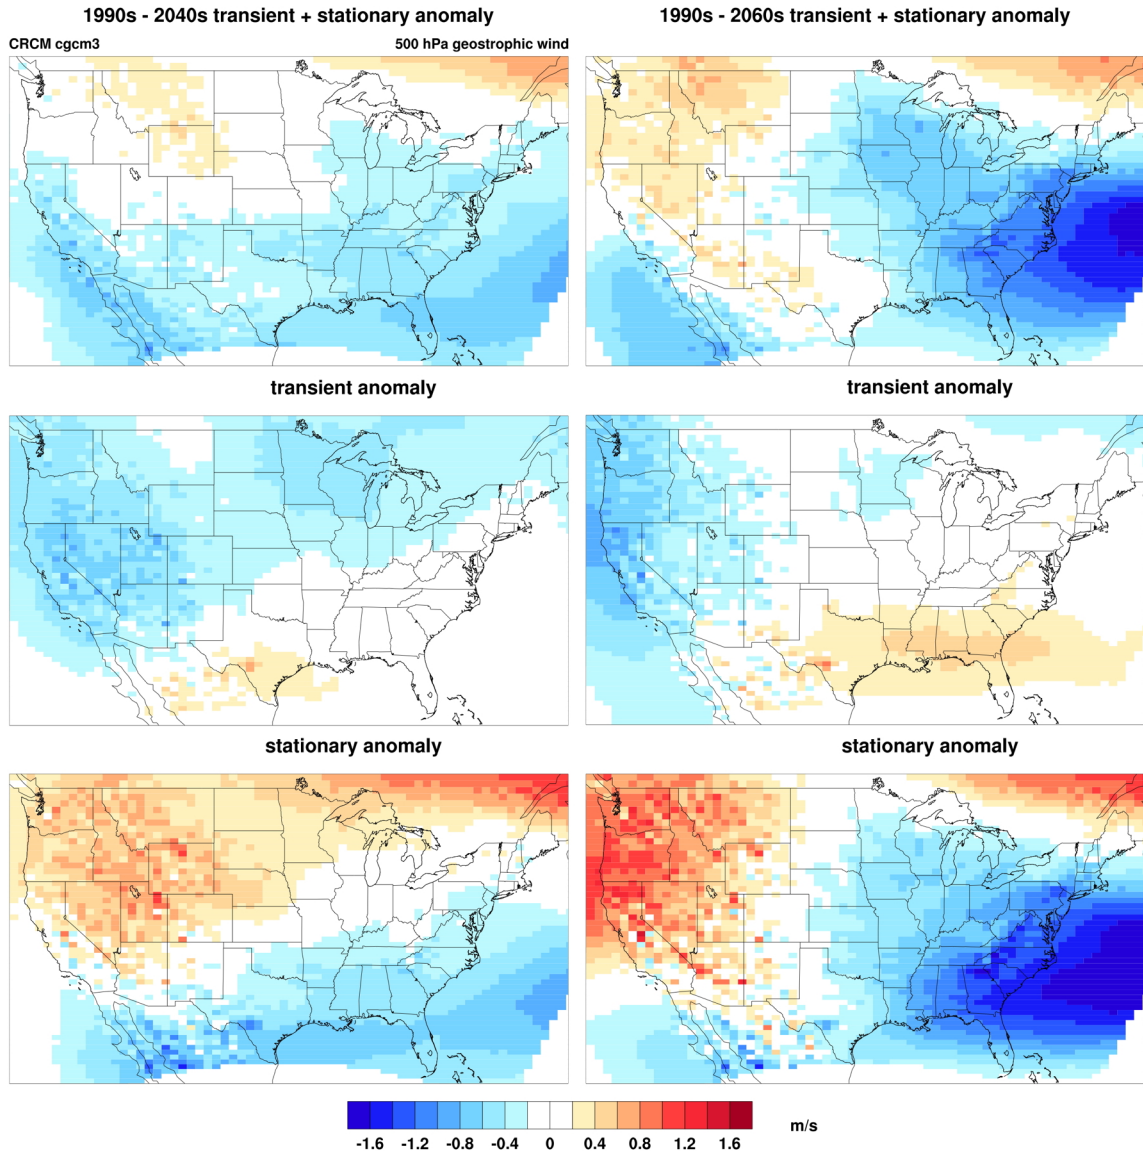 1990s - 2040s transient + stationary anomaly
1990s - 2060s transient + stationary anomaly
CRCM cgcm3
500 hPa geostrophic wind
transient anomaly
transient anomaly
stationary anomaly
stationary anomaly
-1.6 -1.2 -0.8 -0.4 0 0.4 0.8 1.2 1.6
m/s